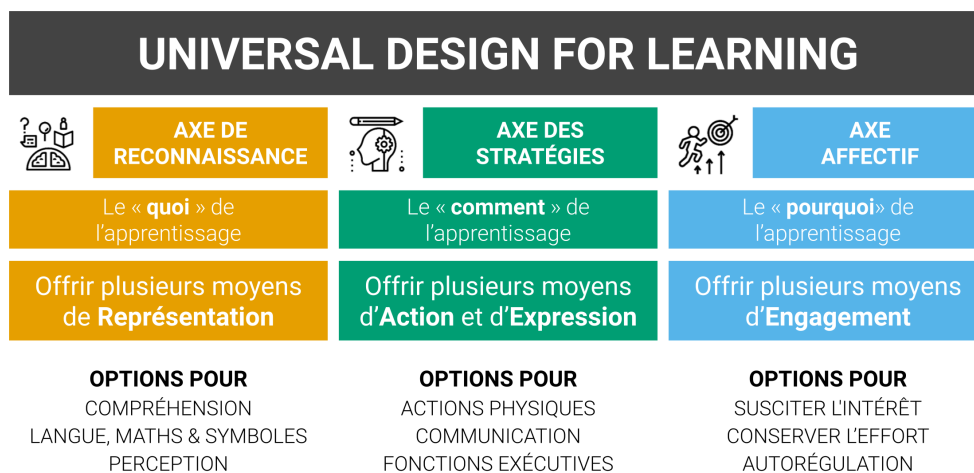 UNIVERSAL DESIGN FOR LEARNING
AXE DE
RECONNAISSANCE
Le « quoi » de
l'apprentissage
Offrir plusieurs moyens
de Représentation
OPTIONS POUR
COMPRÉHENSION
LANGUE, MATHS & SYMBOLES
PERCEPTION
AXE DES
STRATÉGIES
Le « comment » de
l'apprentissage
Offrir plusieurs moyens
d'Action et d'Expression
OPTIONS POUR
ACTIONS PHYSIQUES
COMMUNICATION
FONCTIONS EXÉCUTIVES
AXE
AFFECTIF
Le « pourquoi» de
l'apprentissage
Offrir plusieurs moyens
d'Engagement
OPTIONS POUR
SUSCITER L'INTÉRÊT
CONSERVER L'EFFORT
AUTORÉGULATION